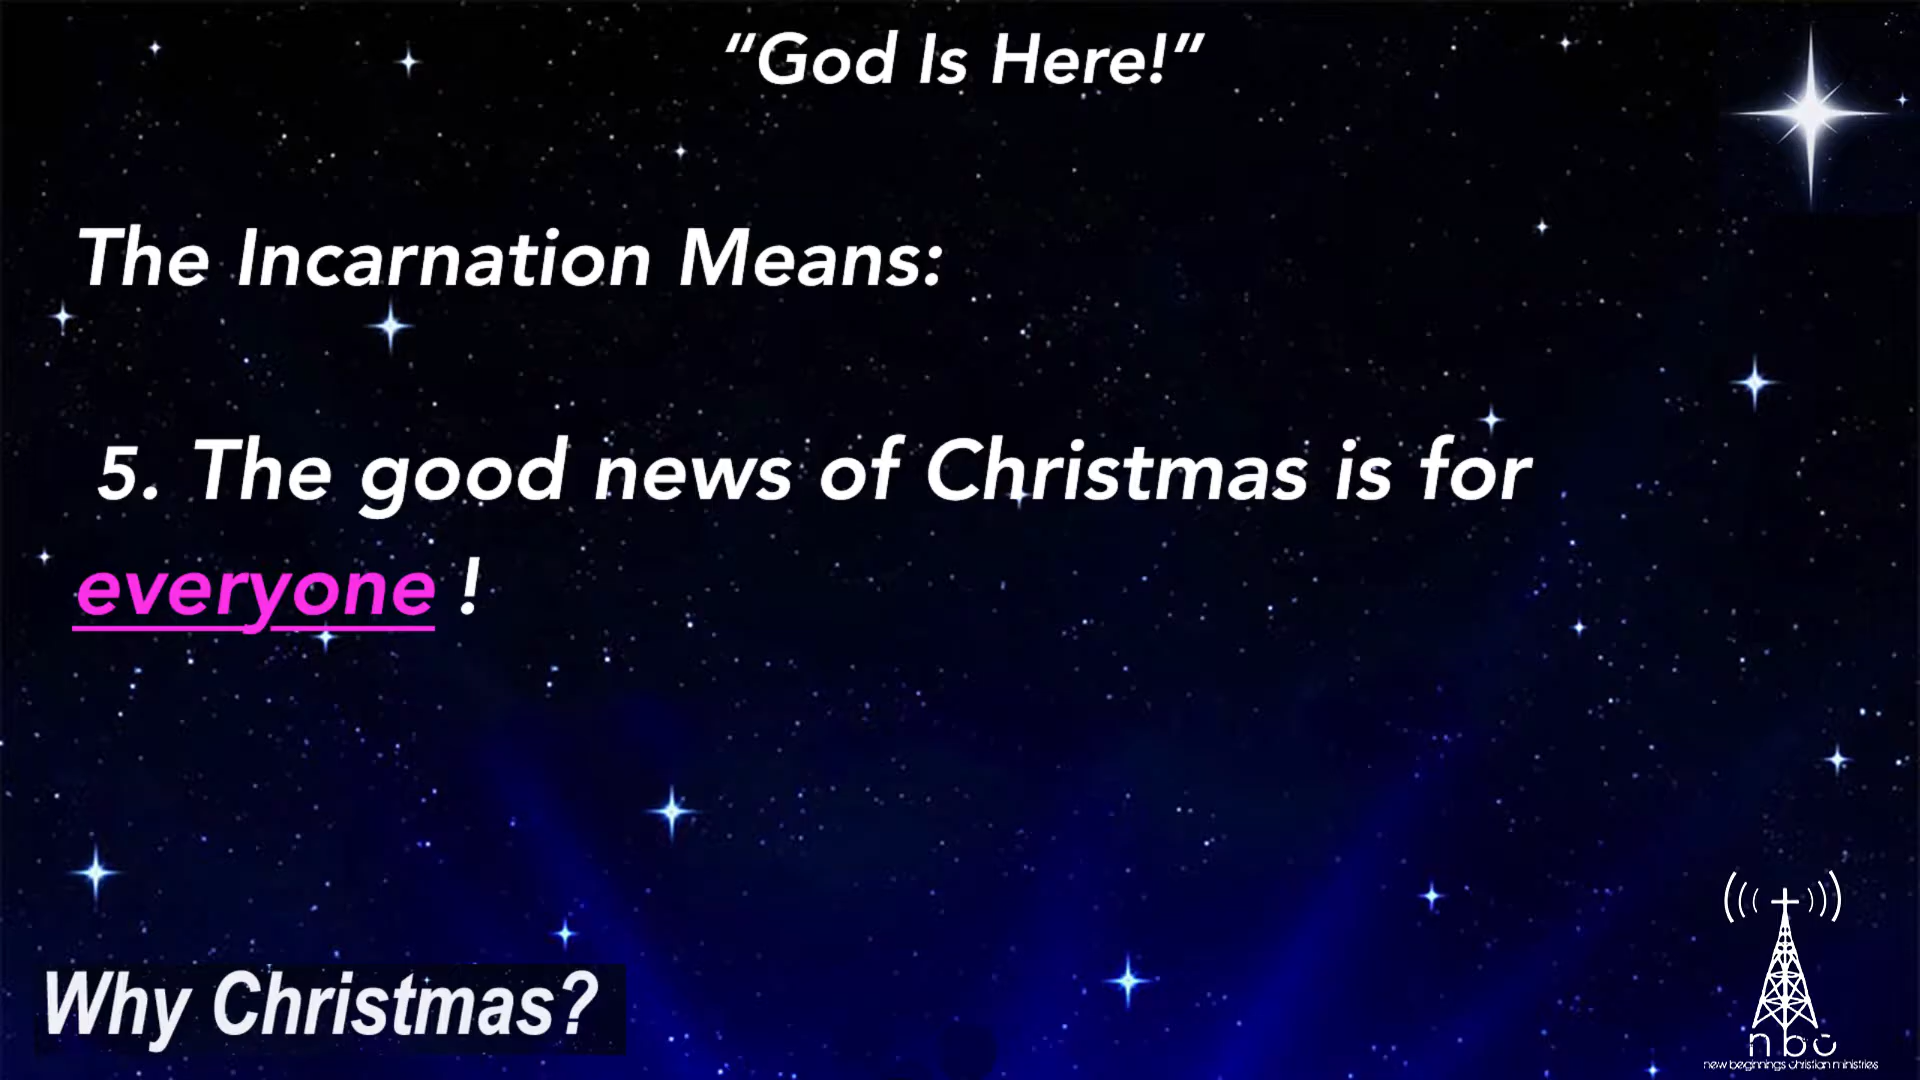 “God Is Here!”
The Incarnation Means:
5. The good news of Christmas is for
everyone !
Why Christmas?
nbc
new beginnings christian ministries